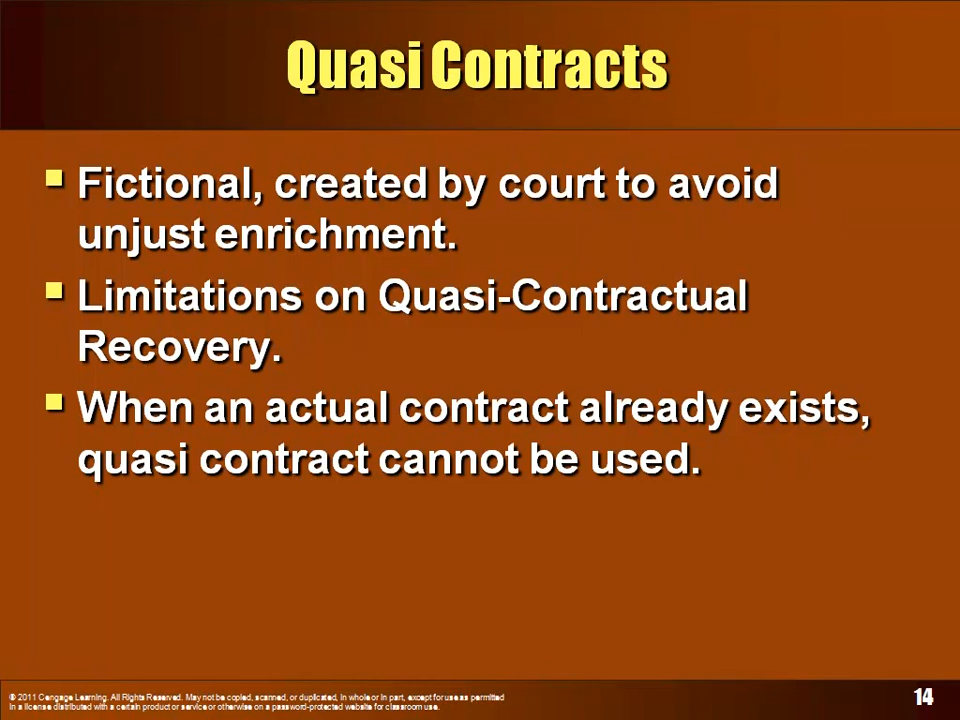 Quasi Contracts
Fictional, created by court to avoid
unjust enrichment.
Limitations on Quasi-Contractual
Recovery.
When an actual contract already exists,
quasi contract cannot be used.
© 2011 Cengage Learning. All Rights Reserved. May not be copied, scanned, or duplicated, in whole or in part, except for use as permitted
in a license distributed with a certain product or service or otherwise on a password-protected website for classroom use.
14